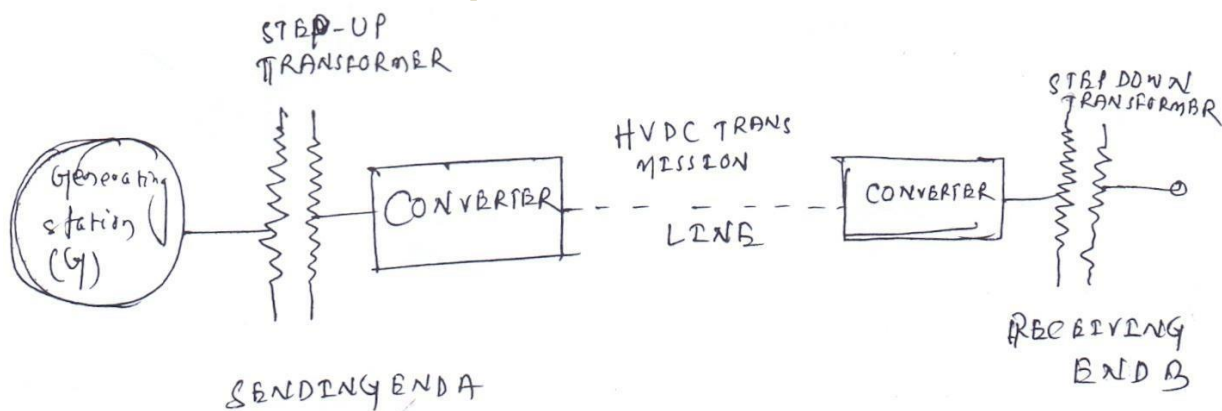 STEP-UP
TRANSFORMER
Generating
station
(G)
CONVERTER
HVDC TRANS
MISSION
LINE
CONVERTER
STEP DOWN
TRANSFORMER
SENDING END A
RECEIVING
END B